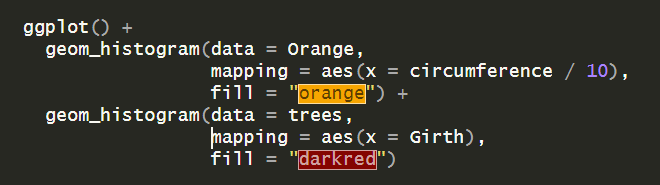 ggplot() +
  geom_histogram(data = Orange,
                 mapping = aes(x = circumference / 10),
                 fill = "orange") +
  geom_histogram(data = trees,
                 mapping = aes(x = Girth),
                 fill = "darkred")